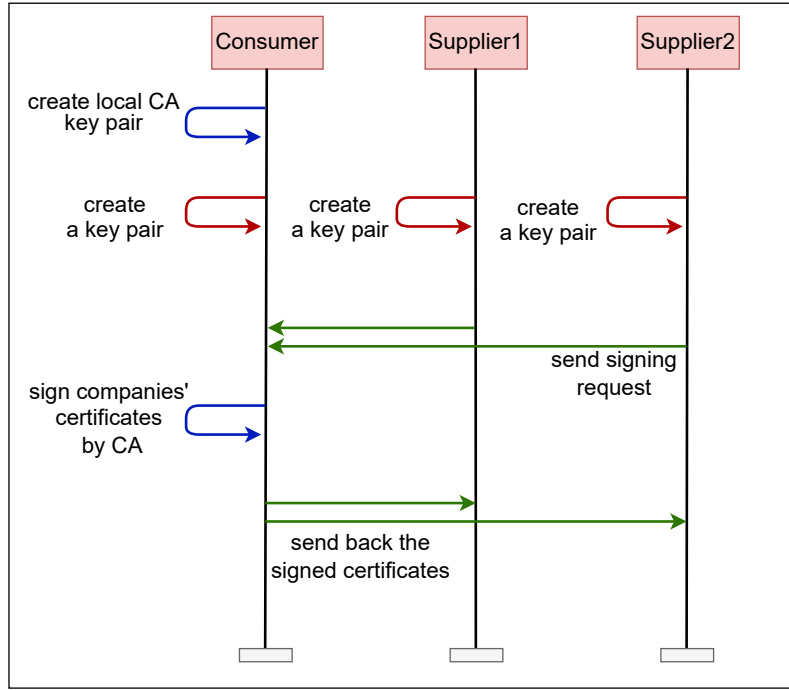 Consumer
Supplier1
Supplier2
create local CA
key pair
create
a key pair
create
a key pair
create
a key pair
send signing
request
sign companies'
certificates
by CA
send back the
signed certificates